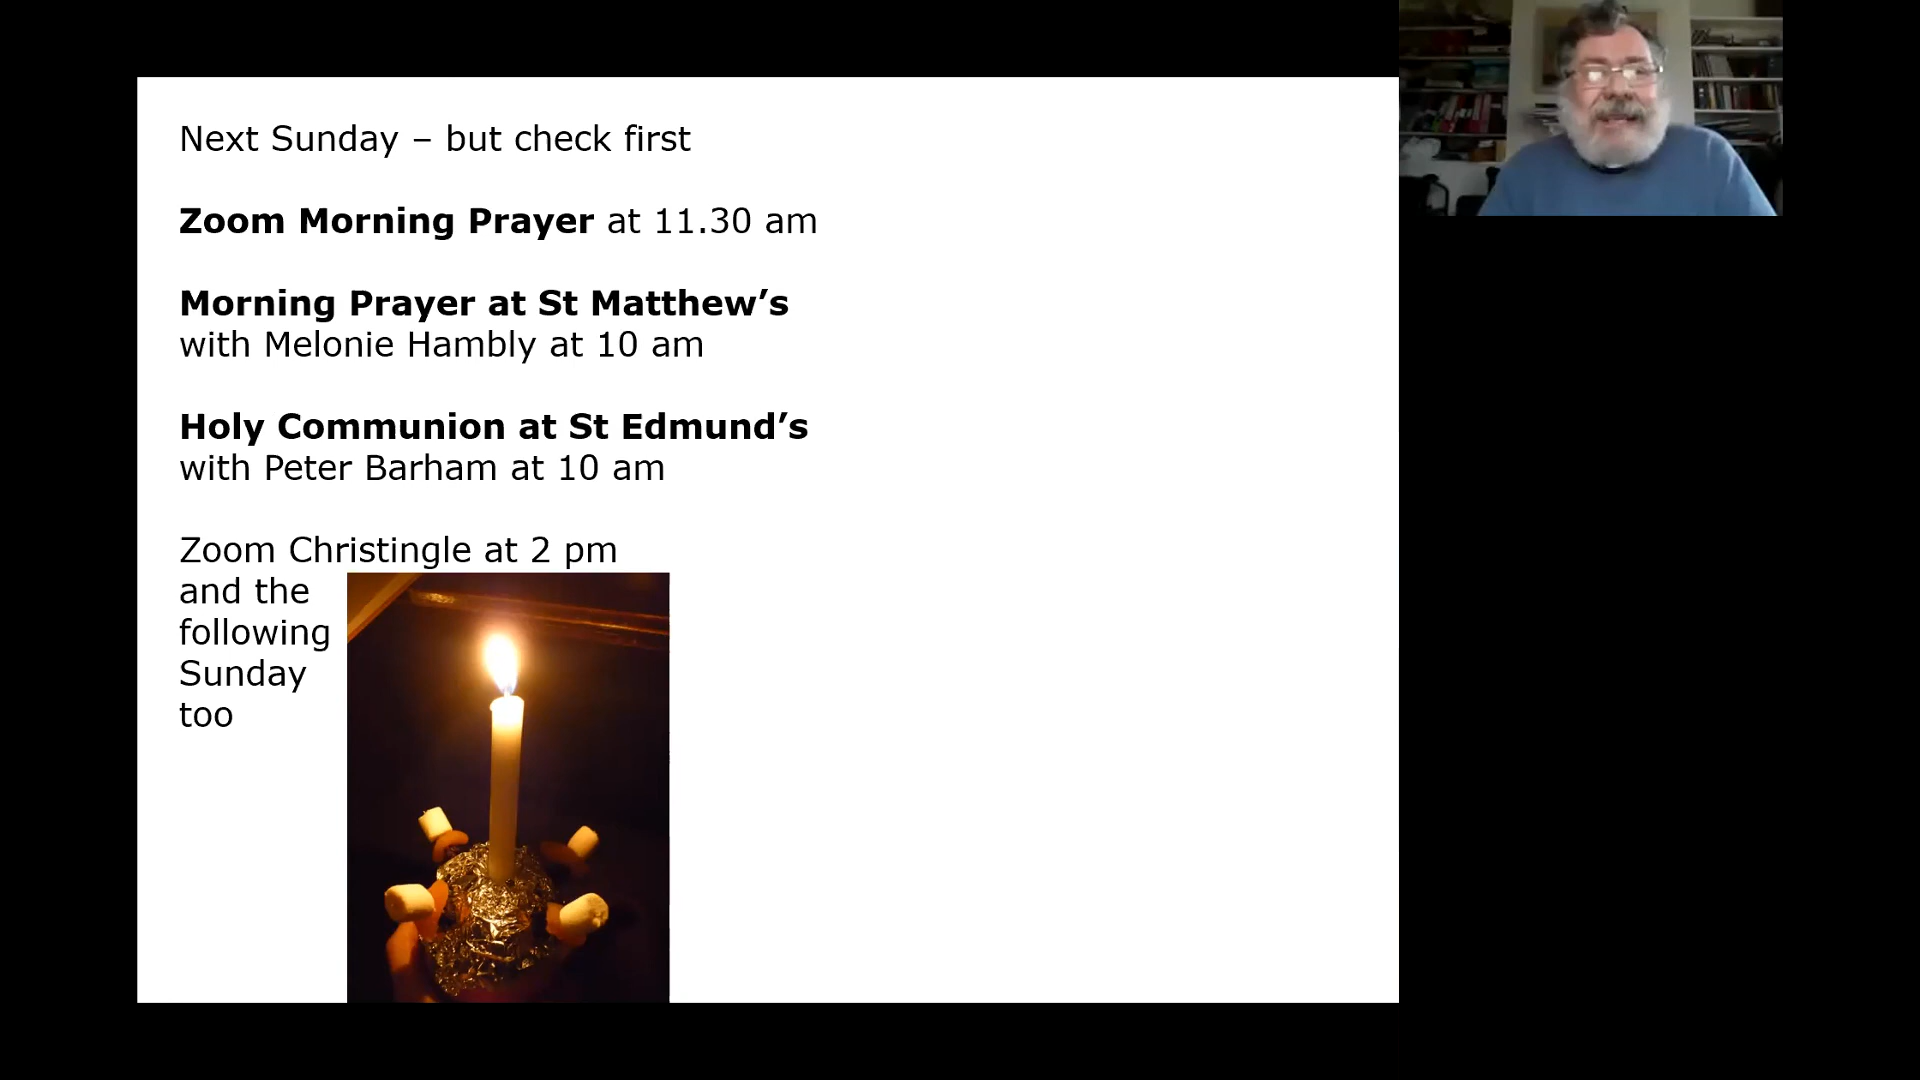 Next Sunday – but check first
Zoom Morning Prayer at 11.30 am
Morning Prayer at St Matthew’s
with Melonie Hambly at 10 am
Holy Communion at St Edmund’s
with Peter Barham at 10 am
Zoom Christingle at 2 pm
and the
following
Sunday
too